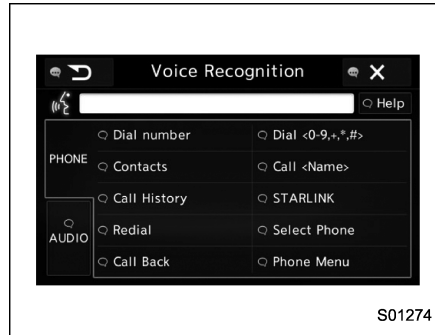 Voice Recognition
Help
PHONE
AUDIO
Dial number
Dial <0-9,+,*,#>
Contacts
Call <Name>
Call History
STARLINK
Redial
Select Phone
Call Back
Phone Menu
S01274